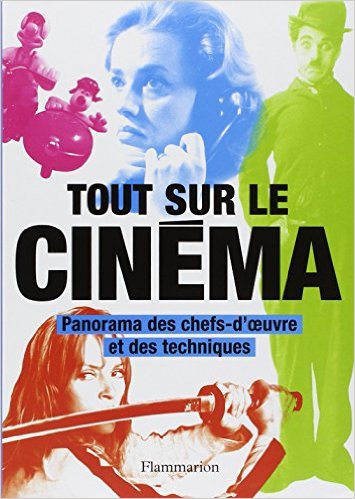 TOUT SUR LE
CINÉMA
Panorama des chefs-d'œuvre
et des techniques
Flammarion